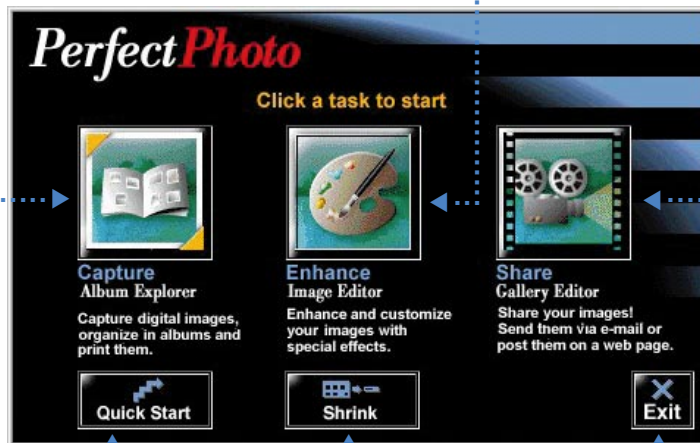 PerfectPhoto
Click a task to start
Capture
Album Explorer
Capture digital images,
organize in albums and
print them.
Enhance
Image Editor
Enhance and customize
your images with
special effects.
Share
Gallery Editor
Share your images!
Send them via e-mail or
post them on a web page.
Quick Start
Shrink
Exit